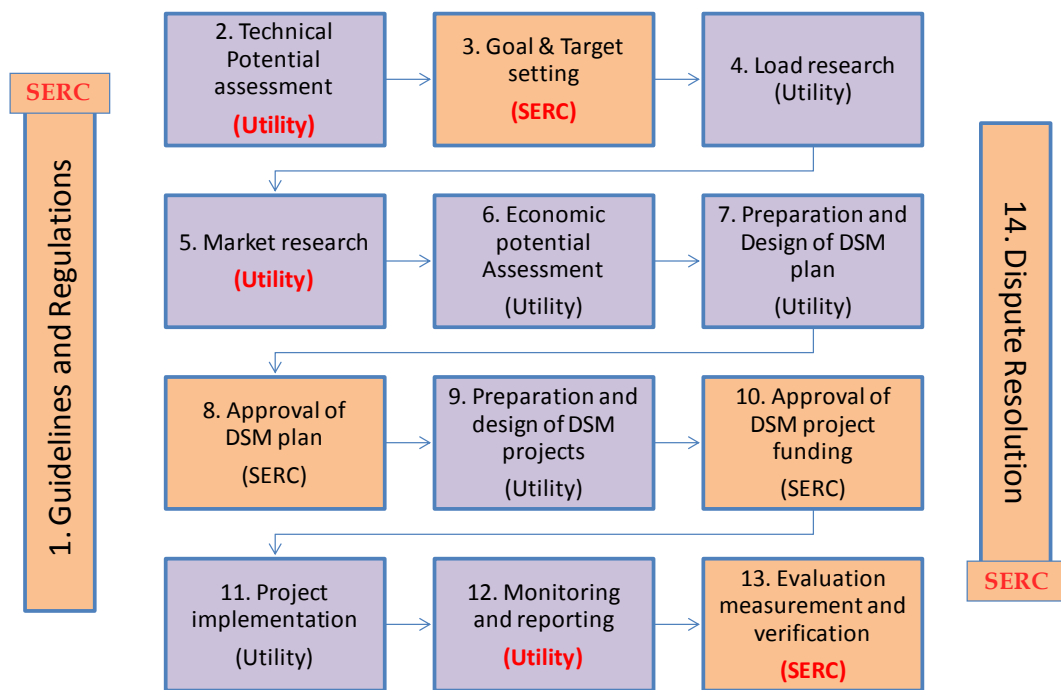 SERC
1. Guidelines and Regulations
2. Technical
Potential
assessment
(Utility)
3. Goal & Target
setting
(SERC)
4. Load research
(Utility)
5. Market research
(Utility)
6. Economic
potential
Assessment
(Utility)
7. Preparation and
Design of DSM
plan
(Utility)
8. Approval of
DSM plan
(SERC)
9. Preparation and
design of DSM
projects
(Utility)
10. Approval of
DSM project
funding
(SERC)
11. Project
implementation
(Utility)
12. Monitoring
and reporting
(Utility)
13. Evaluation
measurement and
verification
(SERC)
14. Dispute Resolution
SERC